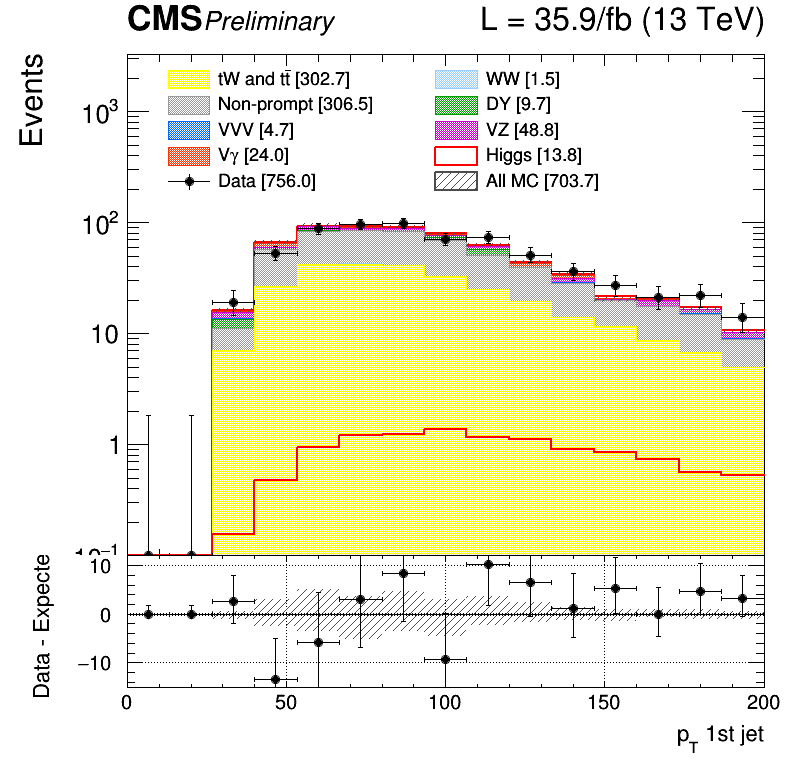 CMS Preliminary L = 35.9/fb (13 TeV)
Events
tW and tt̄ [302.7] WW [1.5]
Non-prompt [306.5] DY [9.7]
VVV [4.7] VZ [48.8]
Vγ [24.0] Higgs [13.8]
Data [756.0] All MC [703.7]
10³
10²
10
1
Data - Expecte
10
0
−10
0 50 100 150 200
p_T 1st jet